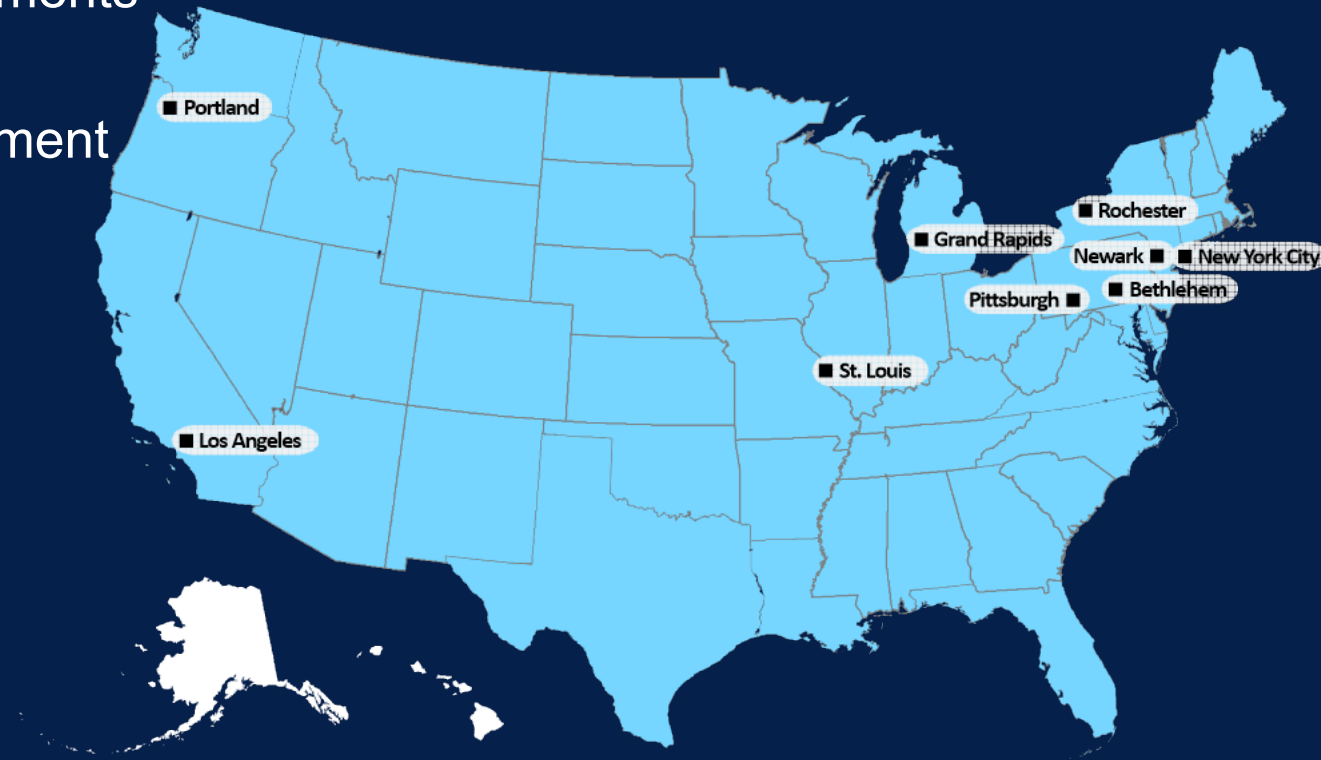 ments
ment
Portland
Rochester
Grand Rapids
Newark
New York City
Bethlehem
Pittsburgh
St. Louis
Los Angeles